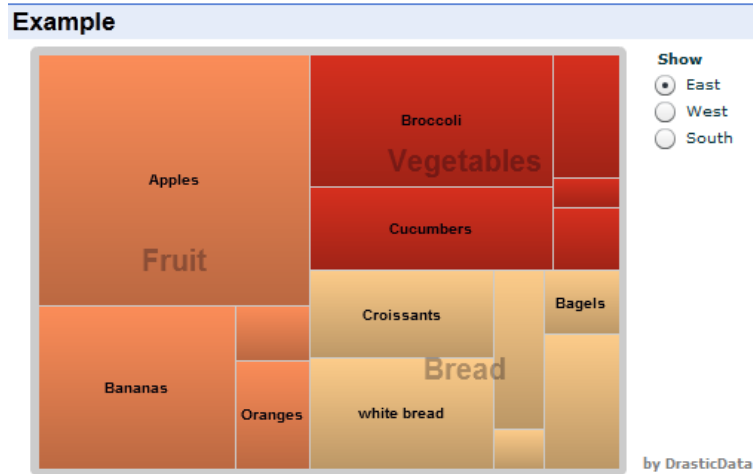 Example
Show
East
West
South
Apples
Fruit
Bananas
Oranges
Broccoli
Vegetables
Cucumbers
Croissants
Bagels
Bread
white bread
by DrasticData